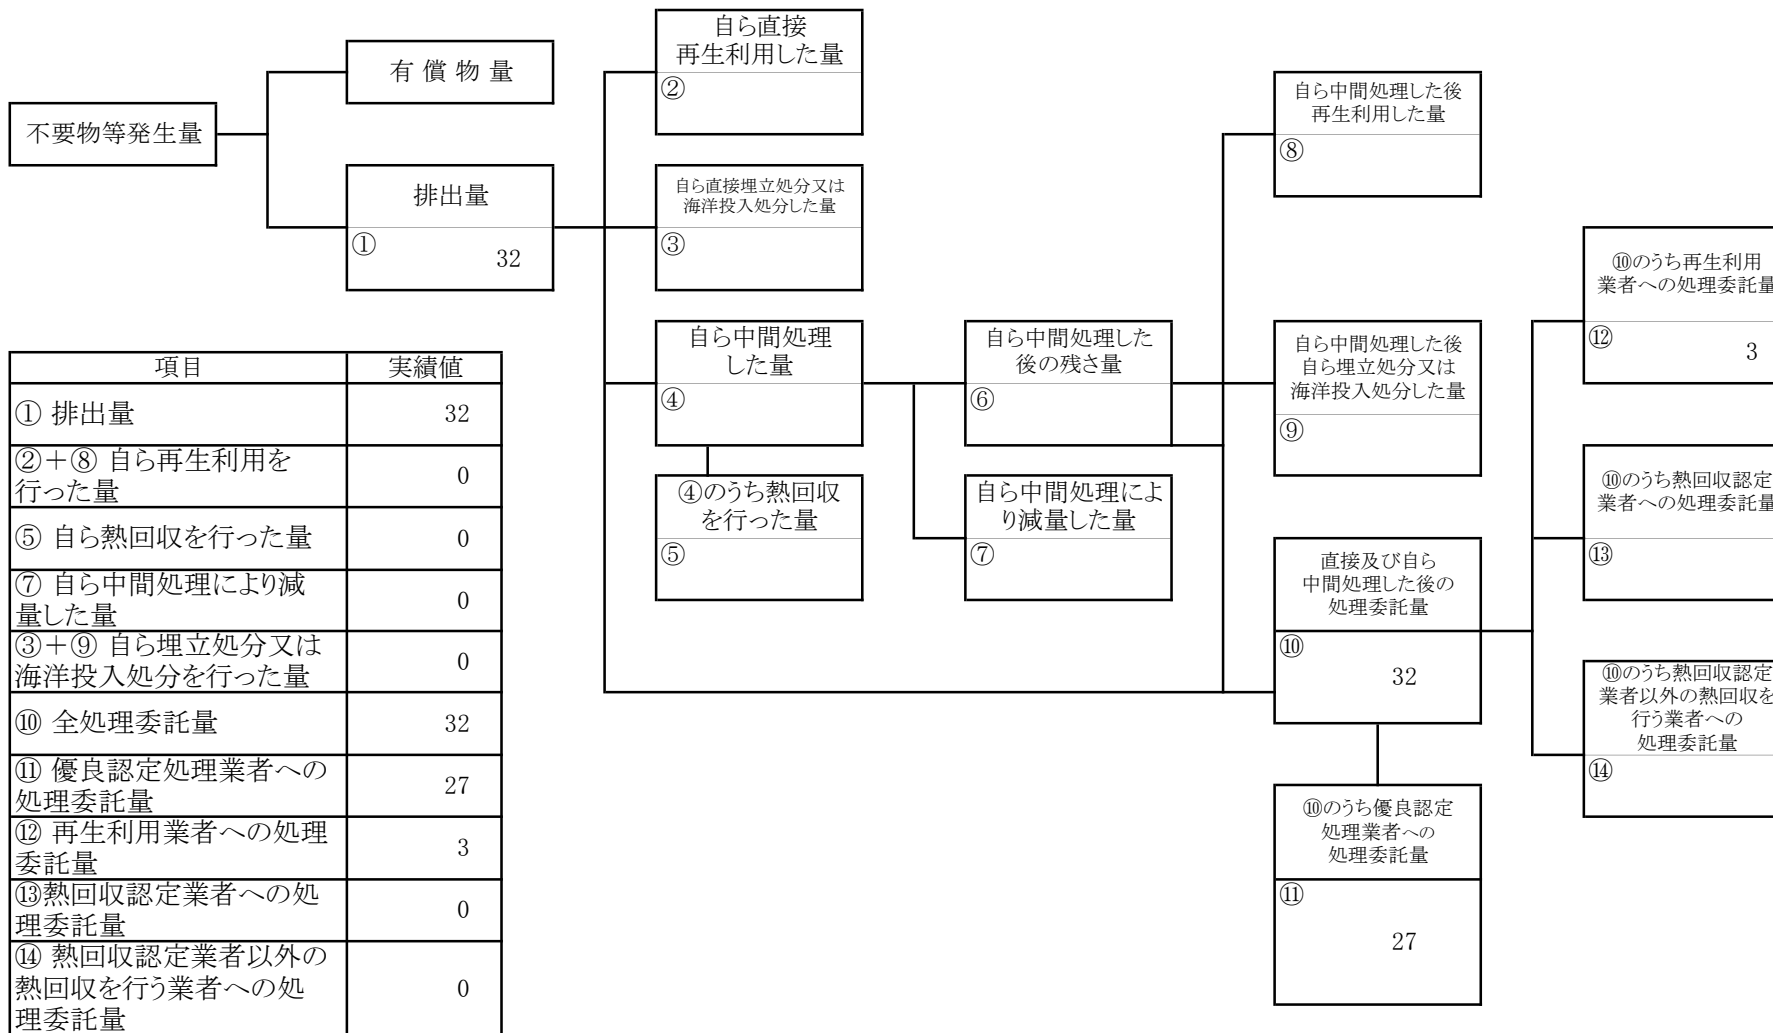 自ら直接
再生利用した量
②
有 償 物 量
不要物等発生量
自ら中間処理した後
再生利用した量
⑧
排出量
①
32
自ら直接埋立処分又は
海洋投入処分した量
③
⑩のうち再生利用
業者への処理委託量
⑫
3
自ら中間処理
した量
④
自ら中間処理した
後の残さ量
⑥
自ら中間処理した後
自ら埋立処分又は
海洋投入処分した量
⑨
④のうち熱回収
を行った量
⑤
自ら中間処理によ
り減量した量
⑦
⑩のうち熱回収認定
業者への処理委託量
⑬
直接及び自ら
中間処理した後の
処理委託量
⑩
32
⑩のうち熱回収認定
業者以外の熱回収を
行う業者への
処理委託量
⑭
⑩のうち優良認定
処理業者への
処理委託量
⑪
27
項目 実績値
① 排出量 32
②+⑧ 自ら再生利用を
行った量 0
⑤ 自ら熱回収を行った量 0
⑦ 自ら中間処理により減
量した量 0
③+⑨ 自ら埋立処分又は
海洋投入処分を行った量 0
⑩ 全処理委託量 32
⑪ 優良認定処理業者への
処理委託量 27
⑫ 再生利用業者への処理
委託量 3
⑬熱回収認定業者への処
理委託量 0
⑭ 熱回収認定業者以外の
熱回収を行う業者への処
理委託量 0